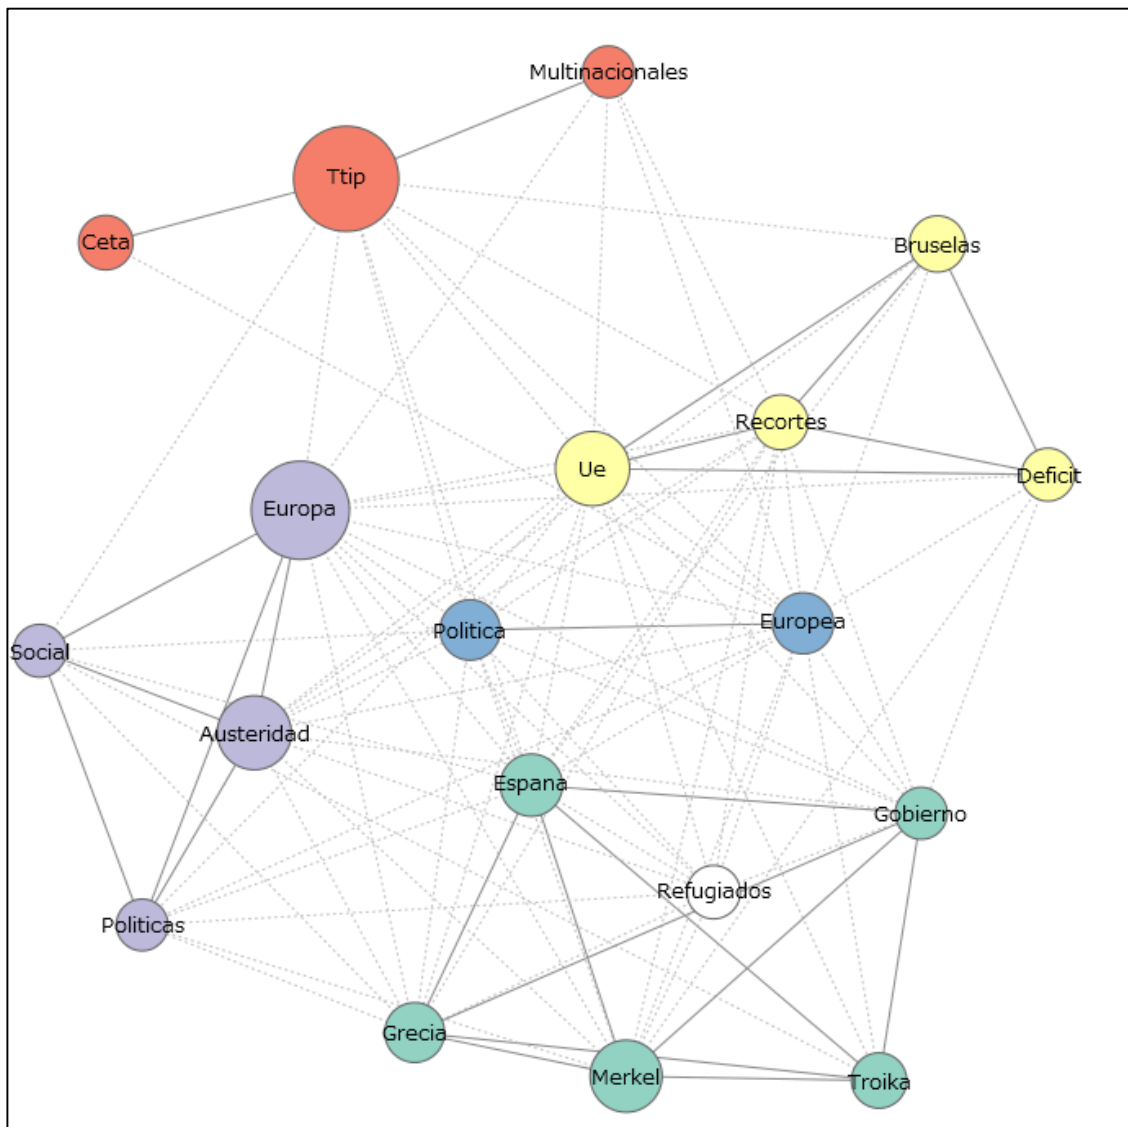 Multinacionales
Ttip
Ceta
Bruselas
Recortes
Ue
Deficit
Europa
Politica
Europea
Social
Austeridad
Espana
Gobierno
Refugiados
Politicas
Grecia
Merkel
Troika